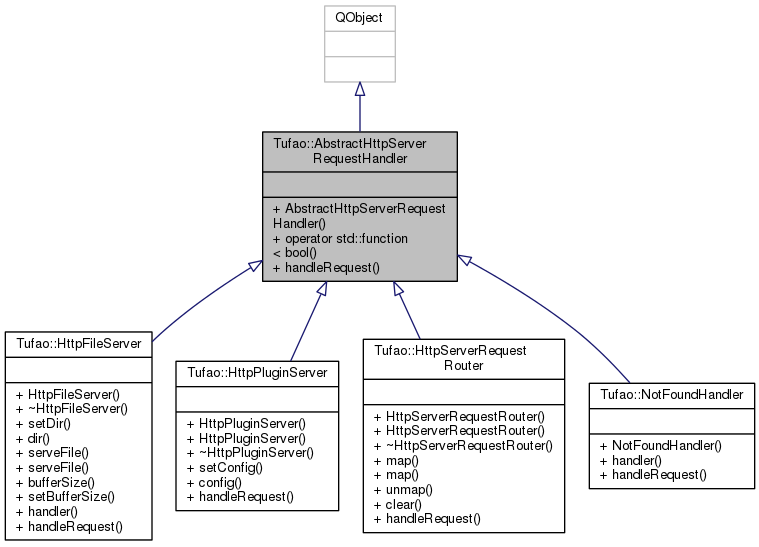 QObject
Tufao::AbstractHttpServer
RequestHandler
+ AbstractHttpServerRequest
Handler()
+ operator std::function
< bool()
+ handleRequest()
Tufao::HttpFileServer
+ HttpFileServer()
+ ~HttpFileServer()
+ setDir()
+ dir()
+ serveFile()
+ serveFile()
+ bufferSize()
+ setBufferSize()
+ handler()
+ handleRequest()
Tufao::HttpPluginServer
+ HttpPluginServer()
+ HttpPluginServer()
+ ~HttpPluginServer()
+ setConfig()
+ config()
+ handleRequest()
Tufao::HttpServerRequest
Router
+ HttpServerRequestRouter()
+ HttpServerRequestRouter()
+ ~HttpServerRequestRouter()
+ map()
+ map()
+ unmap()
+ clear()
+ handleRequest()
Tufao::NotFoundHandler
+ NotFoundHandler()
+ handler()
+ handleRequest()